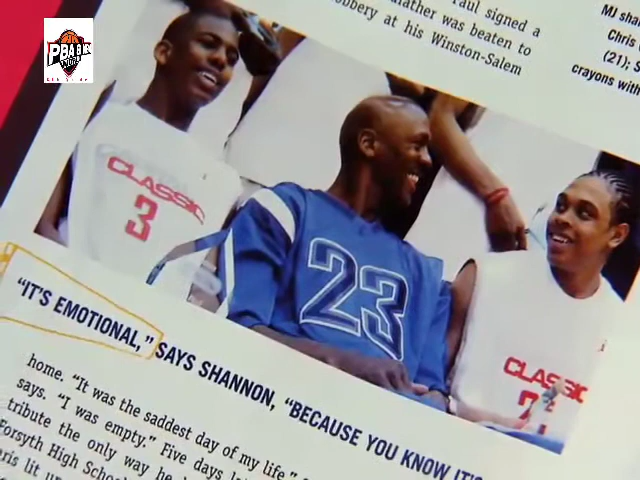 Paul signed a
father was beaten to
robbery at his Winston-Salem
MJ shar
Chris
(21); S
crayons with
PBA
CLASSIC
3
23
CLASSIC
"IT'S EMOTIONAL," SAYS SHANNON, "BECAUSE YOU KNOW IT'S
home. "It was the saddest day of my life,"
says. "I was empty." Five days
tribute the only way he
Forsyth High School
lit